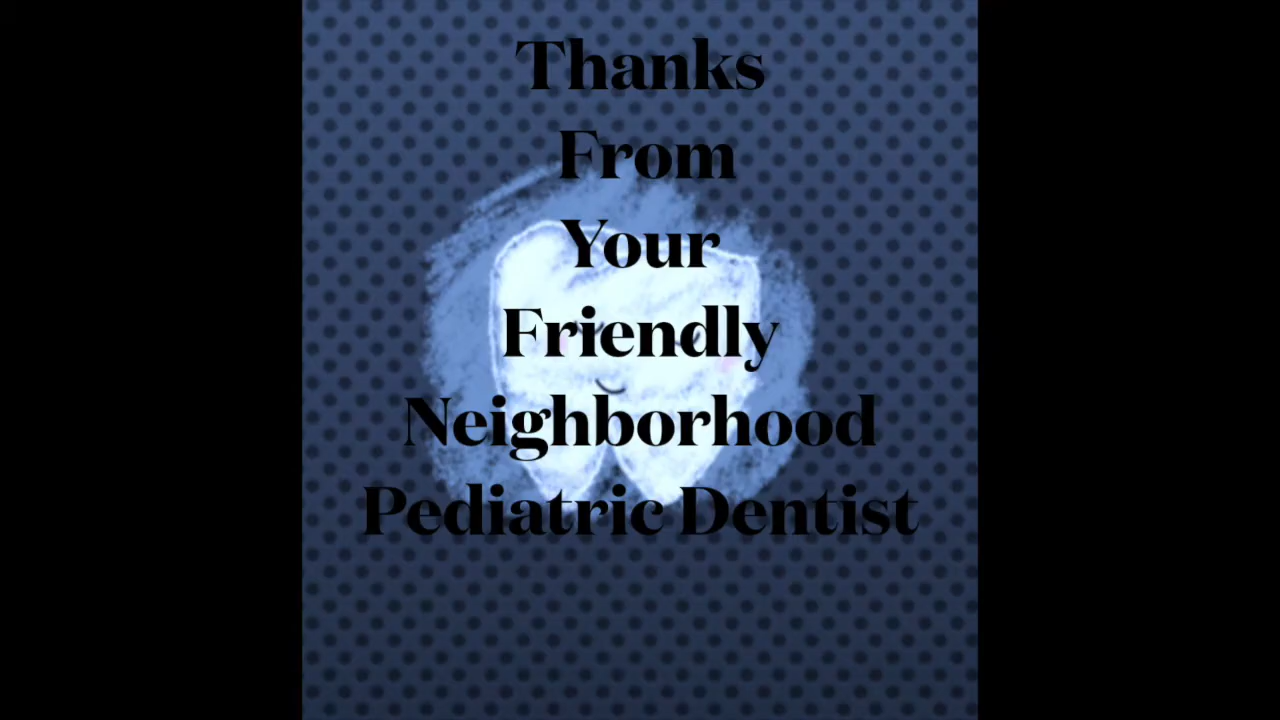 Thanks
From
Your
Friendly
Neighborhood
Pediatric Dentist